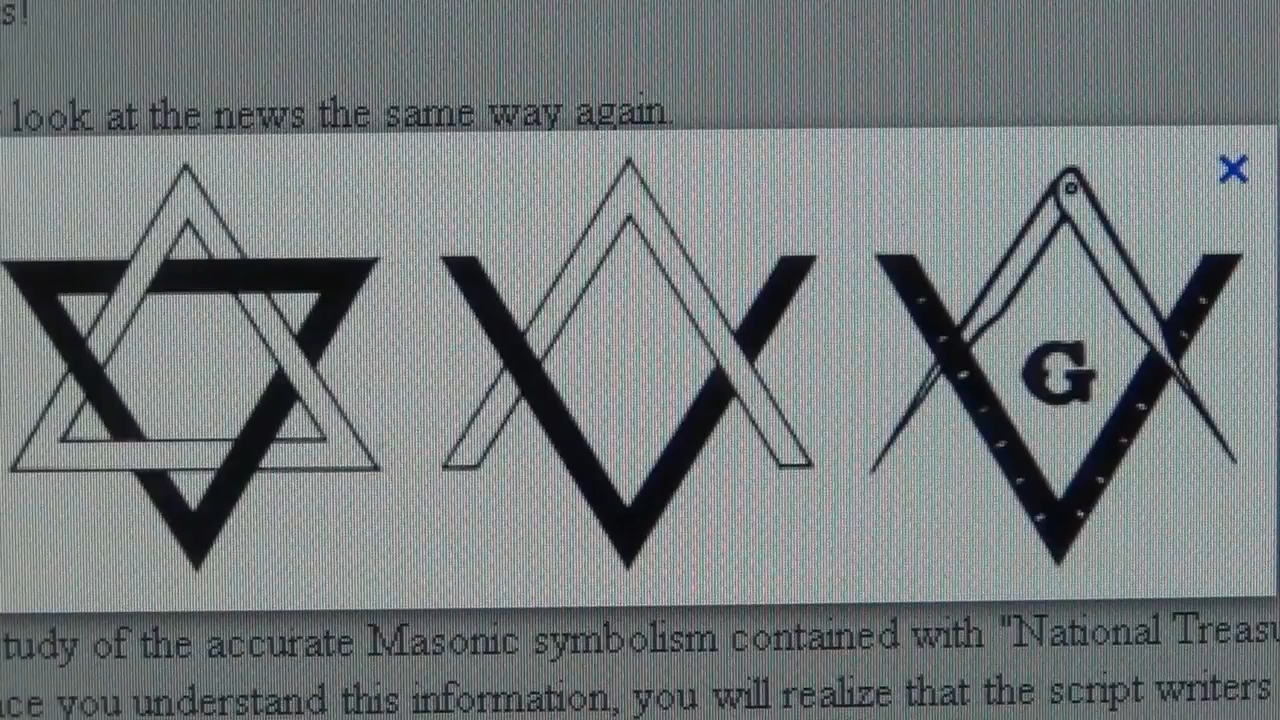 s!
look at the news the same way again.
G
tudy of the accurate Masonic symbolism contained with "National Treasu
ce you understand this information, you will realize that the script writers